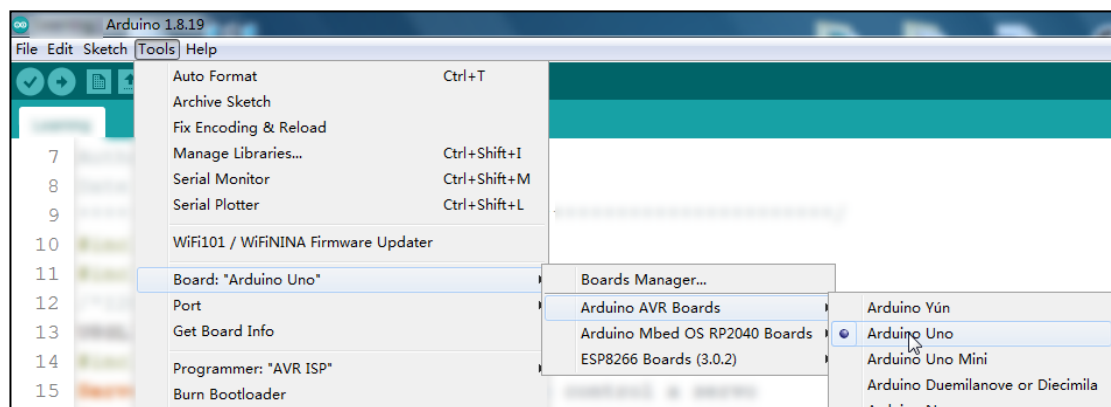 Arduino 1.8.19
File Edit Sketch Tools Help
Auto Format Ctrl+T
Archive Sketch
Fix Encoding & Reload
Manage Libraries... Ctrl+Shift+I
Serial Monitor Ctrl+Shift+M
Serial Plotter Ctrl+Shift+L
WiFi101 / WiFiNINA Firmware Updater
Board: "Arduino Uno"
Port
Get Board Info
Programmer: "AVR ISP"
Burn Bootloader
Boards Manager...
Arduino AVR Boards
Arduino Mbed OS RP2040 Boards
ESP8266 Boards (3.0.2)
Arduino Yún
Arduino Uno
Arduino Uno Mini
Arduino Duemilanove or Diecimila
7
8
9
10
11
12
13
14
15